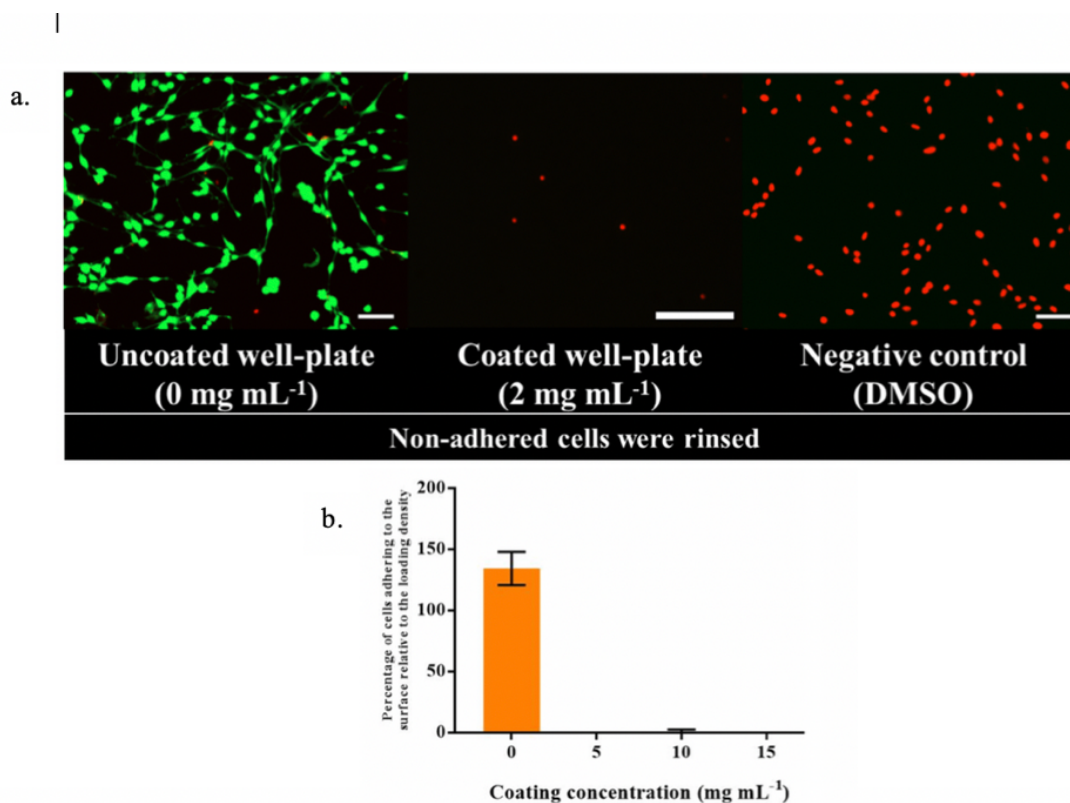 a.
Uncoated well-plate
(0 mg mL⁻¹)
Coated well-plate
(2 mg mL⁻¹)
Negative control
(DMSO)
Non-adhered cells were rinsed
b.
Percentage of cells adhering to the
surface relative to the loading density
200
150
100
50
0
0 5 10 15
Coating concentration (mg mL⁻¹)